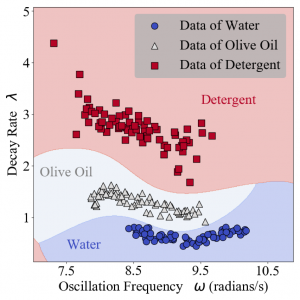 5
4
3
2
1
Decay Rate λ
Data of Water
Data of Olive Oil
Data of Detergent
Detergent
Olive Oil
Water
7.5 8.5 9.5 10.5
Oscillation Frequency ω (radians/s)